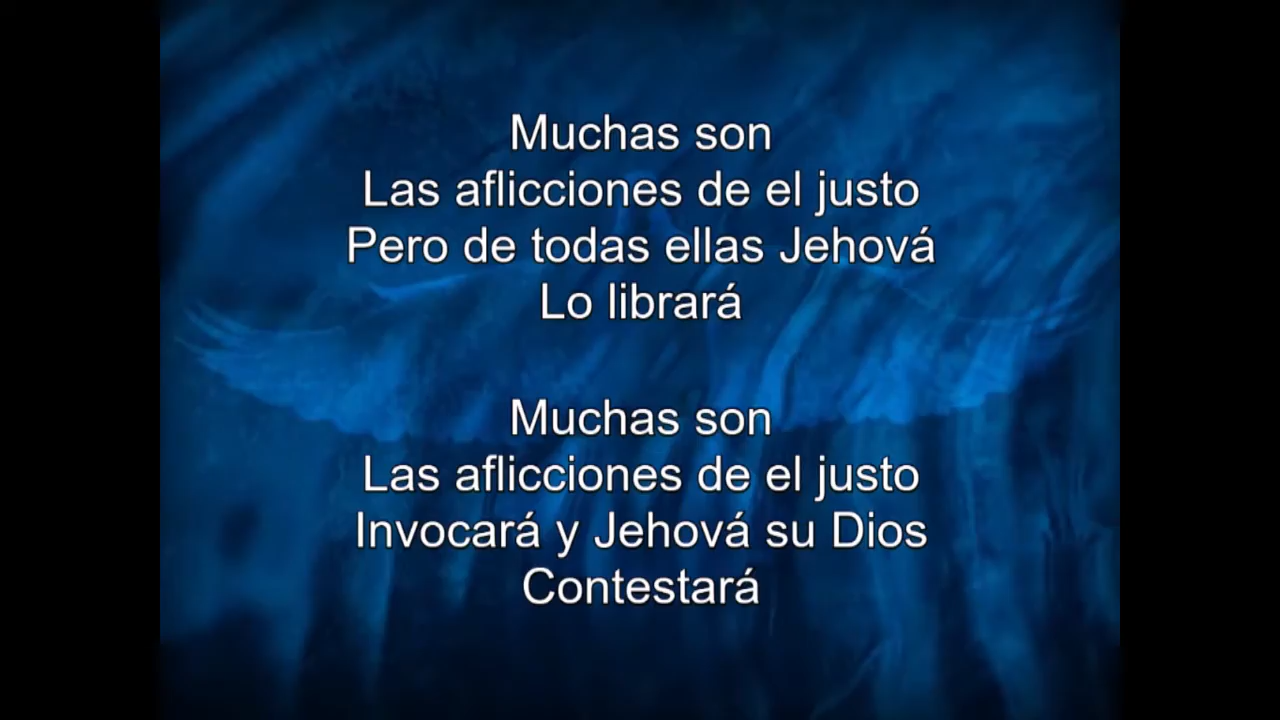 Muchas son
Las aflicciones de el justo
Pero de todas ellas Jehová
Lo librará
Muchas son
Las aflicciones de el justo
Invocará y Jehová su Dios
Contestará